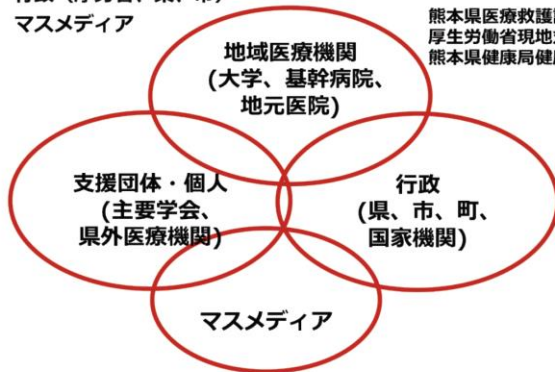 マスメディア
熊本県医療救護
厚生労働省現地
熊本県健康局健
地域医療機関
(大学、基幹病院、
地元医院)
支援団体・個人
(主要学会、
県外医療機関)
行政
(県、市、町、
国家機関)
マスメディア